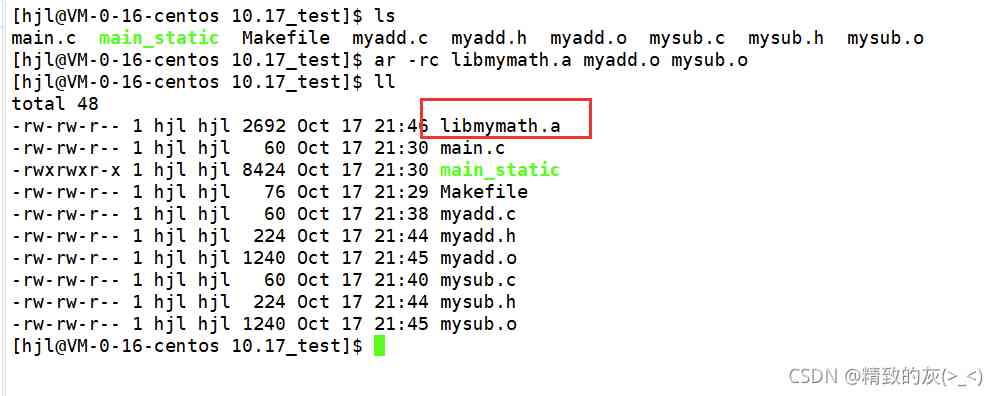 [hjl@VM-0-16-centos 10.17_test]$ ls
main.c  main_static  Makefile  myadd.c  myadd.h  myadd.o  mysub.c  mysub.h  mysub.o
[hjl@VM-0-16-centos 10.17_test]$ ar -rc libmymath.a myadd.o mysub.o
[hjl@VM-0-16-centos 10.17_test]$ ll
total 48
-rw-rw-r-- 1 hjl hjl 2692 Oct 17 21:46 libmymath.a
-rw-rw-r-- 1 hjl hjl   60 Oct 17 21:30 main.c
-rwxrwxr-x 1 hjl hjl 8424 Oct 17 21:30 main_static
-rw-rw-r-- 1 hjl hjl   76 Oct 17 21:29 Makefile
-rw-rw-r-- 1 hjl hjl   60 Oct 17 21:38 myadd.c
-rw-rw-r-- 1 hjl hjl  224 Oct 17 21:44 myadd.h
-rw-rw-r-- 1 hjl hjl 1240 Oct 17 21:45 myadd.o
-rw-rw-r-- 1 hjl hjl   60 Oct 17 21:40 mysub.c
-rw-rw-r-- 1 hjl hjl  224 Oct 17 21:44 mysub.h
-rw-rw-r-- 1 hjl hjl 1240 Oct 17 21:45 mysub.o
[hjl@VM-0-16-centos 10.17_test]$
CSDN @精致的灰(>_<)